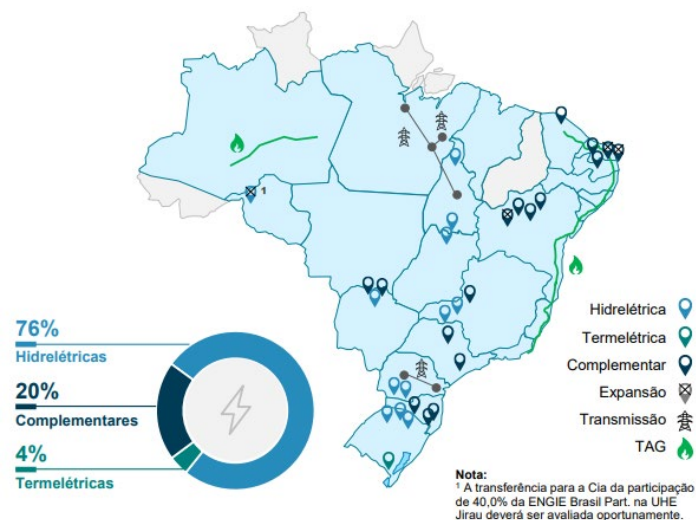 1
76%
Hidrelétricas
20%
Complementares
4%
Termelétricas
Hidrelétrica
Termelétrica
Complementar
Expansão
Transmissão
TAG
Nota:
¹ A transferência para a Cia da participação
de 40,0% da ENGIE Brasil Part. na UHE
Jirau deverá ser avaliada oportunamente.